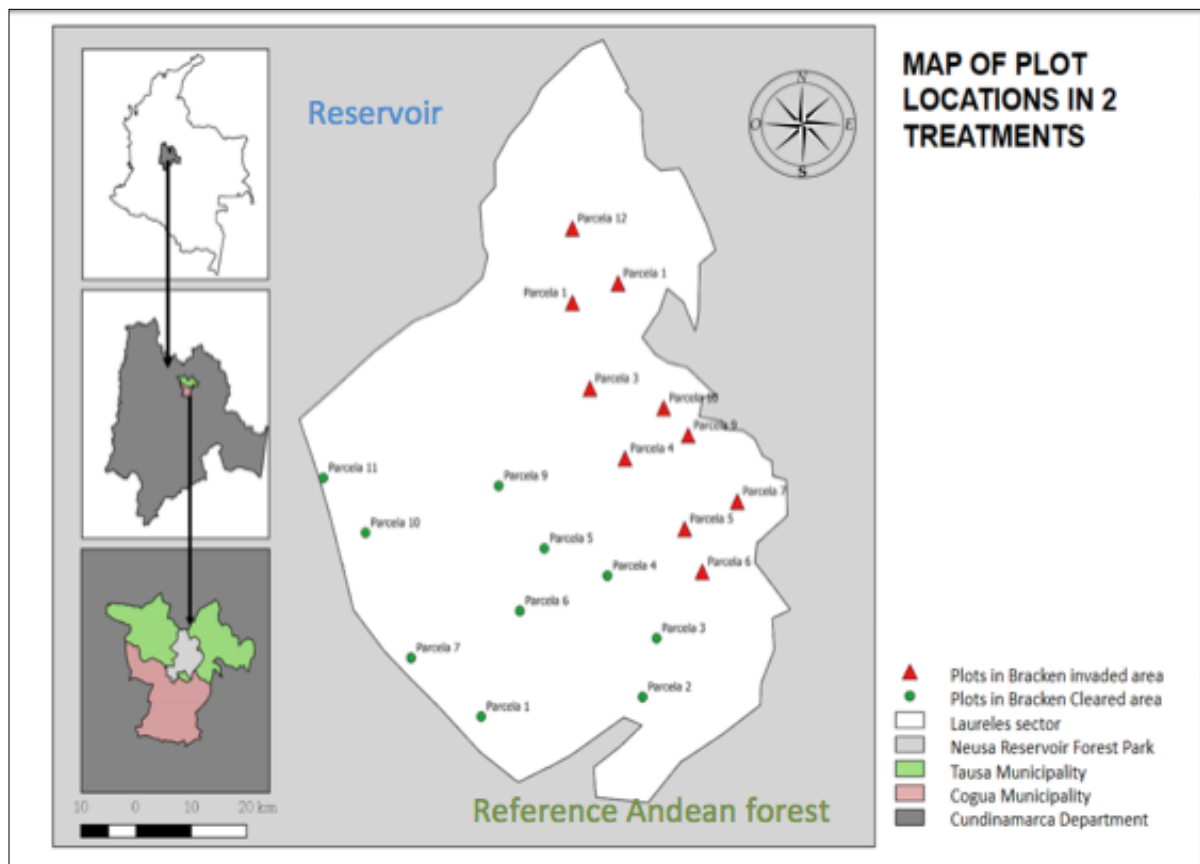 MAP OF PLOT
LOCATIONS IN 2
TREATMENTS
Reservoir
N
O
E
S
Parcela 12
Parcela 1
Parcela 1
Parcela 3
Parcela 10
Parcela 9
Parcela 4
Parcela 11
Parcela 9
Parcela 7
Parcela 10
Parcela 5
Parcela 5
Parcela 4
Parcela 6
Parcela 6
Parcela 3
Parcela 7
Parcela 2
Parcela 1
Reference Andean forest
10 0 10 20 km
Plots in Bracken invaded area
Plots in Bracken Cleared area
Laureles sector
Neusa Reservoir Forest Park
Tausa Municipality
Cogua Municipality
Cundinamarca Department